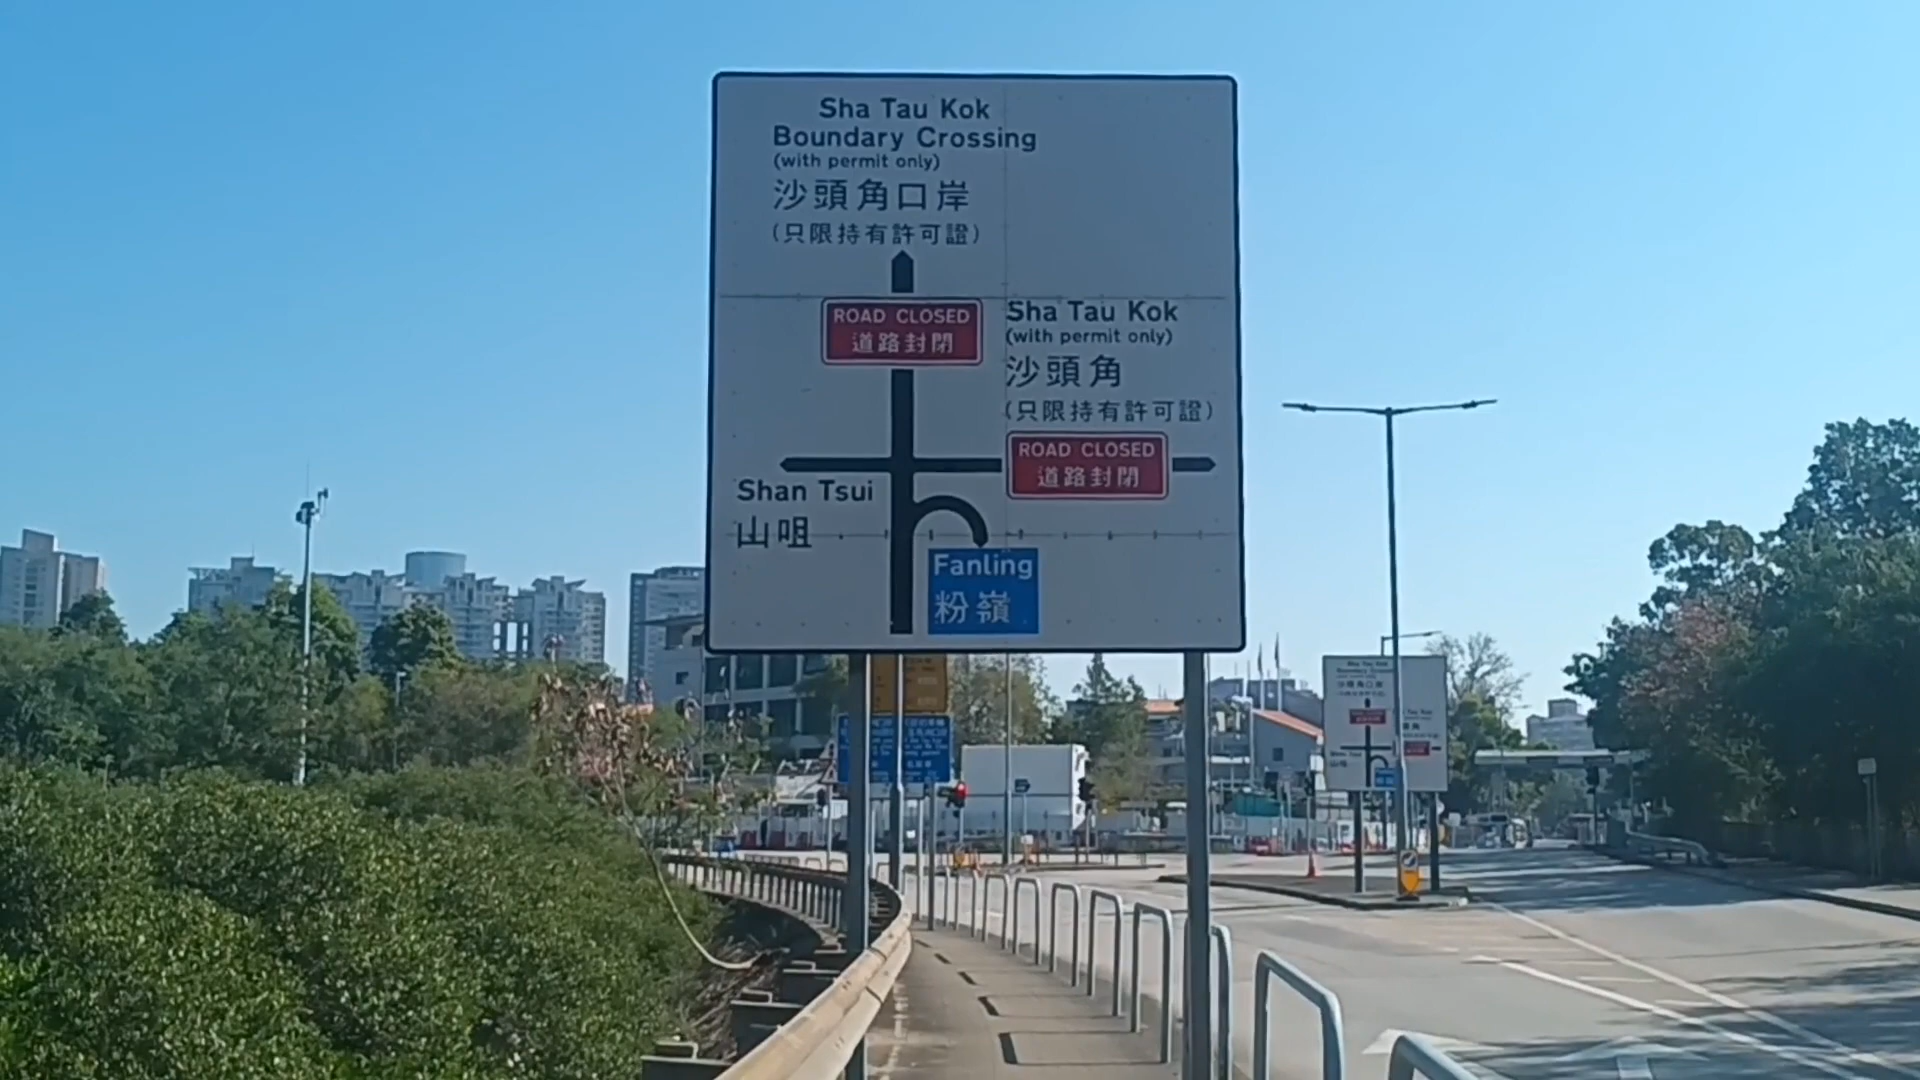 Sha Tau Kok
Boundary Crossing
(with permit only)
沙頭角口岸
(只限持有許可證)
ROAD CLOSED
道路封閉
Sha Tau Kok
(with permit only)
沙頭角
(只限持有許可證)
ROAD CLOSED
道路封閉
Shan Tsui
山咀
Fanling
粉嶺